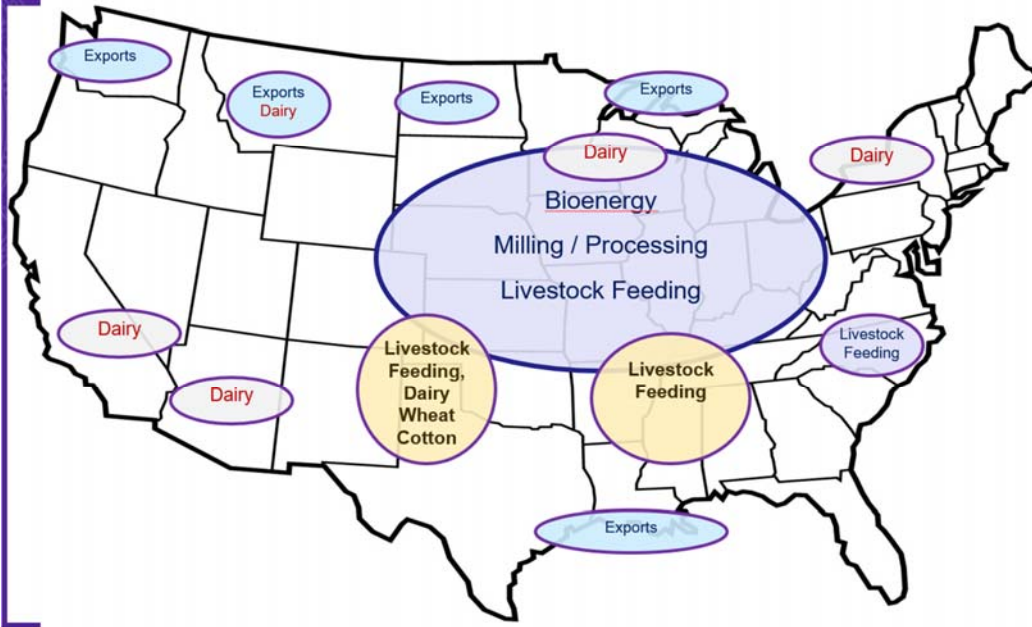 Exports
Exports
Dairy
Exports
Exports
Dairy
Dairy
Bioenergy
Milling / Processing
Livestock Feeding
Dairy
Livestock
Feeding
Livestock
Feeding,
Dairy
Wheat
Cotton
Livestock
Feeding
Dairy
Exports